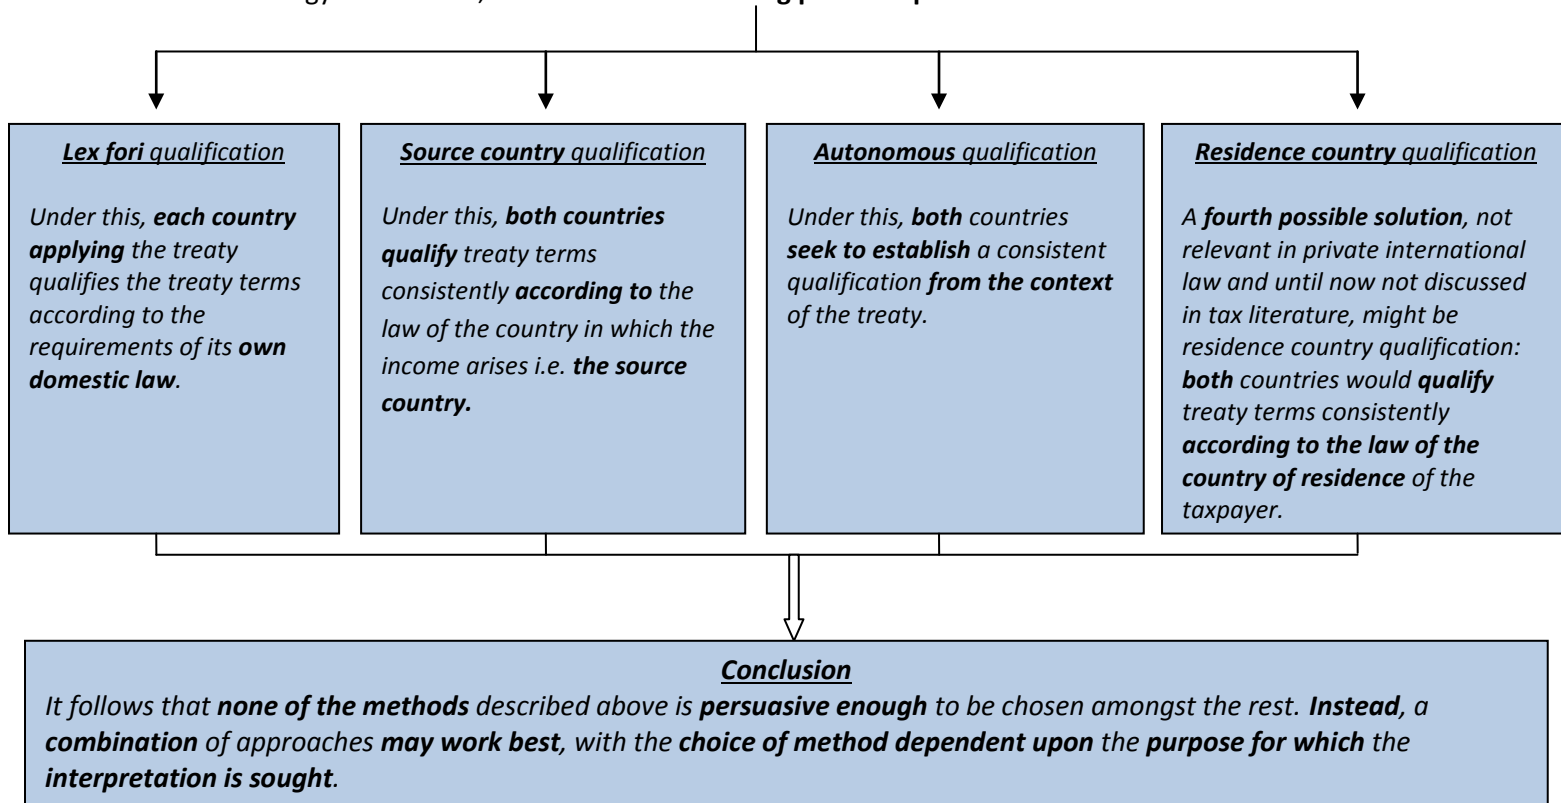 Lex fori qualification
Under this, each country
applying the treaty
qualifies the treaty terms
according to the
requirements of its own
domestic law.
Source country qualification
Under this, both countries
qualify treaty terms
consistently according to the
law of the country in which the
income arises i.e. the source
country.
Autonomous qualification
Under this, both countries
seek to establish a consistent
qualification from the context
of the treaty.
Residence country qualification
A fourth possible solution, not
relevant in private international
law and until now not discussed
in tax literature, might be
residence country qualification:
both countries would qualify
treaty terms consistently
according to the law of the
country of residence of the
taxpayer.
Conclusion
It follows that none of the methods described above is persuasive enough to be chosen amongst the rest. Instead, a
combination of approaches may work best, with the choice of method dependent upon the purpose for which the
interpretation is sought.